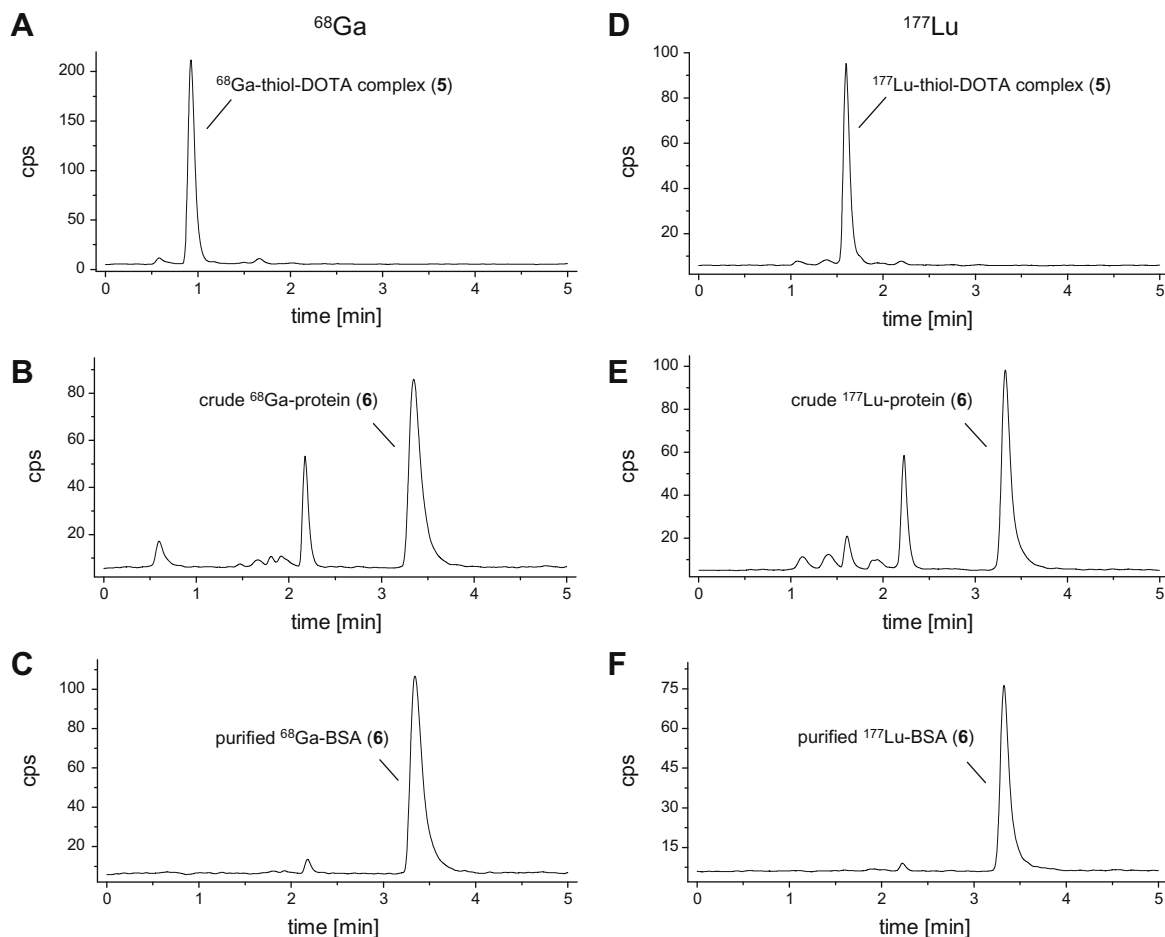 A
⁶⁸Ga
200
150
100
50
0
cps
⁶⁸Ga-thiol-DOTA complex (5)
0 1 2 3 4 5
time [min]
B
80
60
40
20
cps
crude ⁶⁸Ga-protein (6)
0 1 2 3 4 5
time [min]
C
100
80
60
40
20
cps
purified ⁶⁸Ga-BSA (6)
0 1 2 3 4 5
time [min]
D
¹⁷⁷Lu
100
80
60
40
20
cps
¹⁷⁷Lu-thiol-DOTA complex (5)
0 1 2 3 4 5
time [min]
E
100
80
60
40
20
cps
crude ¹⁷⁷Lu-protein (6)
0 1 2 3 4 5
time [min]
F
75
60
45
30
15
cps
purified ¹⁷⁷Lu-BSA (6)
0 1 2 3 4 5
time [min]